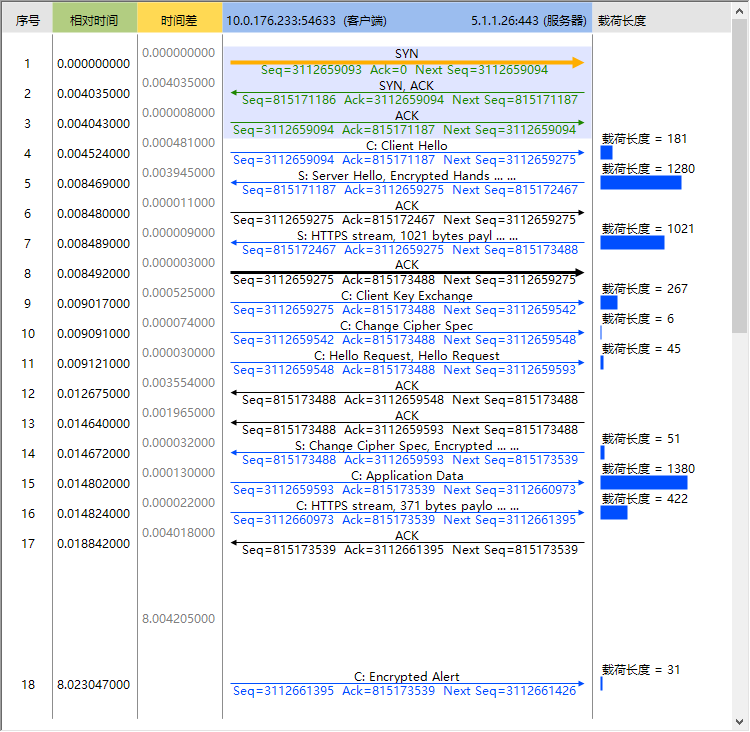 序号 相对时间 时间差 10.0.176.233:54633 (客户端) 5.1.1.26:443 (服务器) 载荷长度
0.000000000 SYN
1 0.000000000 Seq=3112659093 Ack=0 Next Seq=3112659094
0.004035000 SYN, ACK
2 0.004035000 Seq=815171186 Ack=3112659094 Next Seq=815171187
0.000008000 ACK
3 0.004043000 Seq=3112659094 Ack=815171187 Next Seq=3112659094
0.000481000 C: Client Hello 载荷长度 = 181
4 0.004524000 Seq=3112659094 Ack=815171187 Next Seq=3112659275
0.003945000 S: Server Hello, Encrypted Hands ... ... 载荷长度 = 1280
5 0.008469000 Seq=815171187 Ack=3112659275 Next Seq=815172467
0.000011000 ACK
6 0.008480000 Seq=3112659275 Ack=815172467 Next Seq=3112659275
0.000009000 S: HTTPS stream, 1021 bytes payl ... ... 载荷长度 = 1021
7 0.008489000 Seq=815172467 Ack=3112659275 Next Seq=815173488
0.000003000 ACK
8 0.008492000 Seq=3112659275 Ack=815173488 Next Seq=3112659275
0.000525000 C: Client Key Exchange 载荷长度 = 267
9 0.009017000 Seq=3112659275 Ack=815173488 Next Seq=3112659542
0.000074000 C: Change Cipher Spec 载荷长度 = 6
10 0.009091000 Seq=3112659542 Ack=815173488 Next Seq=3112659548
0.000030000 C: Hello Request, Hello Request 载荷长度 = 45
11 0.009121000 Seq=3112659548 Ack=815173488 Next Seq=3112659593
0.003554000 ACK
12 0.012675000 Seq=815173488 Ack=3112659548 Next Seq=815173488
0.001965000 ACK
13 0.014640000 Seq=815173488 Ack=3112659593 Next Seq=815173488
0.000032000 S: Change Cipher Spec, Encrypted ... ... 载荷长度 = 51
14 0.014672000 Seq=815173488 Ack=3112659593 Next Seq=815173539
0.000130000 C: Application Data 载荷长度 = 1380
15 0.014802000 Seq=3112659593 Ack=815173539 Next Seq=3112660973
0.000022000 C: HTTPS stream, 371 bytes paylo ... ... 载荷长度 = 422
16 0.014824000 Seq=3112660973 Ack=815173539 Next Seq=3112661395
0.004018000 ACK
17 0.018842000 Seq=815173539 Ack=3112661395 Next Seq=815173539
8.004205000
C: Encrypted Alert 载荷长度 = 31
18 8.023047000 Seq=3112661395 Ack=815173539 Next Seq=3112661426